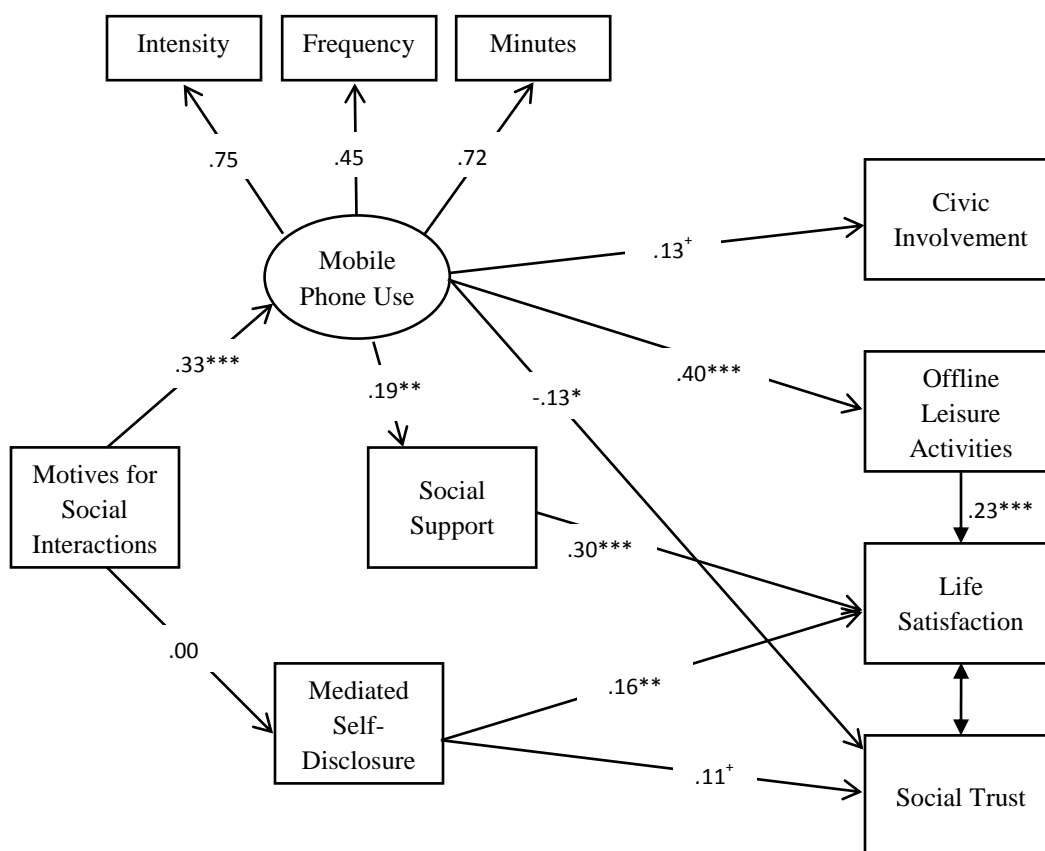 Intensity
Frequency
Minutes
.75
.45
.72
Civic
Involvement
Mobile
Phone Use
.13+
.33***
.19**
-.13*
.40***
Offline
Leisure
Activities
Motives for
Social
Interactions
Social
Support
.23***
.30***
Life
Satisfaction
.00
Mediated
Self-
Disclosure
.16**
.11+
Social Trust